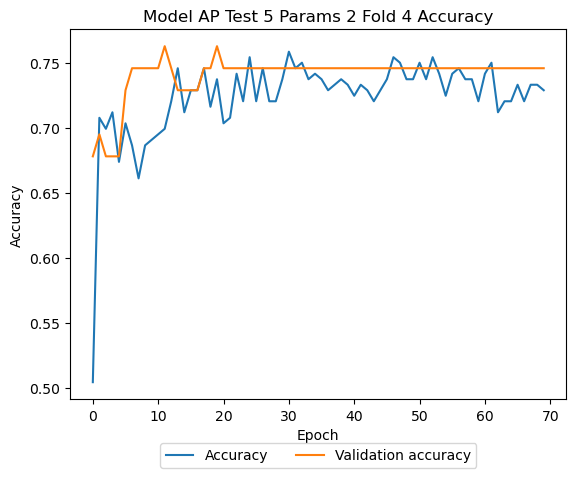 Model AP Test 5 Params 2 Fold 4 Accuracy
Accuracy
0.75
0.70
0.65
0.60
0.55
0.50
0 10 20 30 40 50 60 70
Epoch
Accuracy Validation accuracy